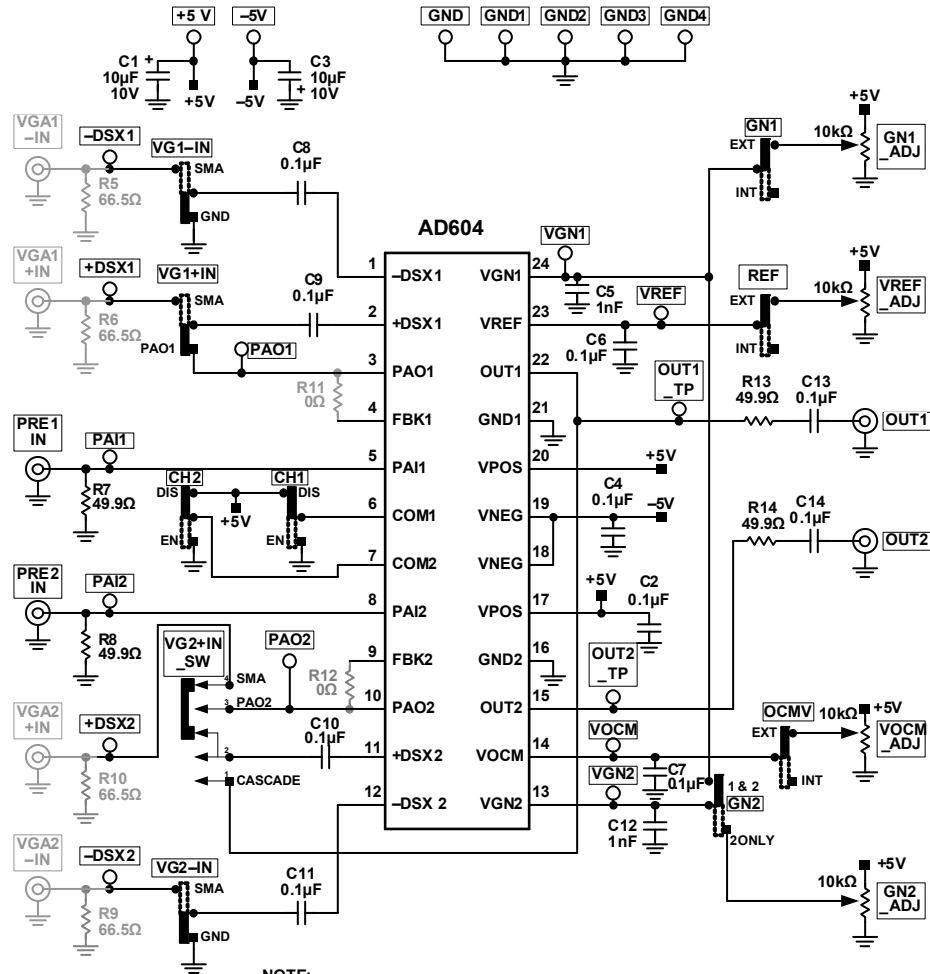 +5 V
–5V
GND GND1 GND2 GND3 GND4
C1
10µF
10V
+
+5V
–5V
C3
10µF
10V
+
VGA1
–IN
–DSX1
R5
66.5Ω
VG1–IN
SMA
GND
C8
0.1µF
VGA1
+IN
+DSX1
R6
66.5Ω
VG1+IN
SMA
PAO1
C9
0.1µF
PAO1
R11
0Ω
PRE1
IN
PAI1
R7
49.9Ω
CH2
DIS
EN
+5V
CH1
DIS
EN
PRE2
IN
PAI2
R8
49.9Ω
VG2+IN
_SW
4
SMA
3
PAO2
2
1
CASCADE
PAO2
R12
0Ω
VGA2
+IN
+DSX2
R10
66.5Ω
C10
0.1µF
VGA2
–IN
–DSX2
R9
66.5Ω
VG2–IN
SMA
GND
C11
0.1µF
AD604
1 –DSX1 VGN1 24
2 +DSX1 VREF 23
3 PAO1 OUT1 22
4 FBK1 GND1 21
5 PAI1 VPOS 20
6 COM1 VNEG 19
7 COM2 VNEG 18
8 PAI2 VPOS 17
9 FBK2 GND2 16
10 PAO2 OUT2 15
11 +DSX2 VOCM 14
12 –DSX 2 VGN2 13
VGN1
C5
1nF
GN1
EXT
INT
+5V
10kΩ
GN1
_ADJ
VREF
C6
0.1µF
REF
EXT
INT
+5V
10kΩ
VREF
_ADJ
OUT1
_TP
R13
49.9Ω
C13
0.1µF
OUT1
+5V
C4
0.1µF
–5V
R14
49.9Ω
C14
0.1µF
OUT2
+5V
C2
0.1µF
OUT2
_TP
VOCM
C7
0.1µF
OCMV
EXT
INT
10kΩ
+5V
VOCM
_ADJ
VGN2
C12
1nF
1 & 2
GN2
2ONLY
+5V
10kΩ
GN2
_ADJ
NOTE: